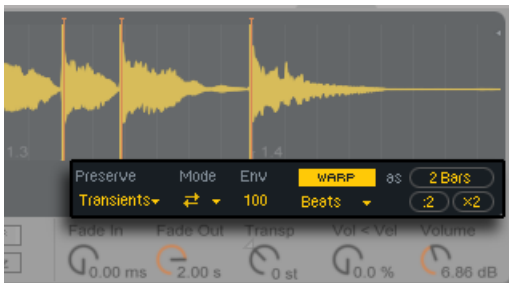 1.3
1.4
Preserve Mode Env WARP as 2 Bars
Transients 100 Beats :2 ×2
Fade In Fade Out Transp Vol < Vel Volume
0.00 ms 2.00 s 0 st 0.0 % 6.86 dB